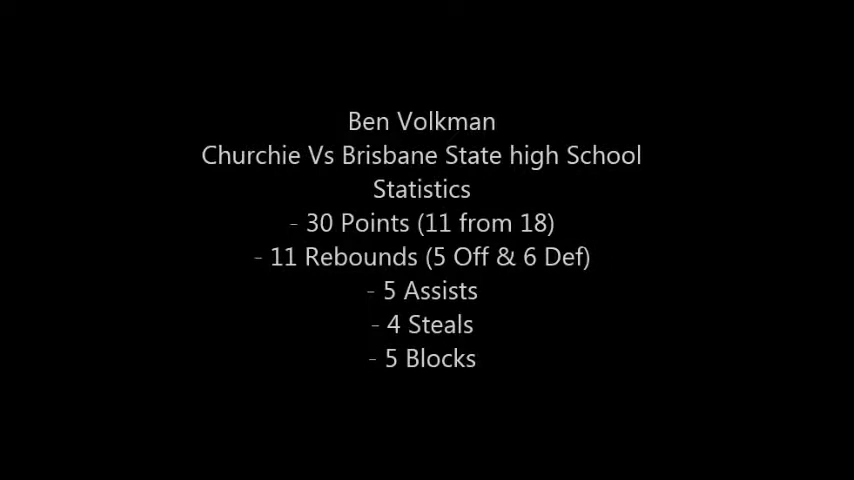 Ben Volkman
Churchie Vs Brisbane State high School
Statistics
- 30 Points (11 from 18)
- 11 Rebounds (5 Off & 6 Def)
- 5 Assists
- 4 Steals
- 5 Blocks